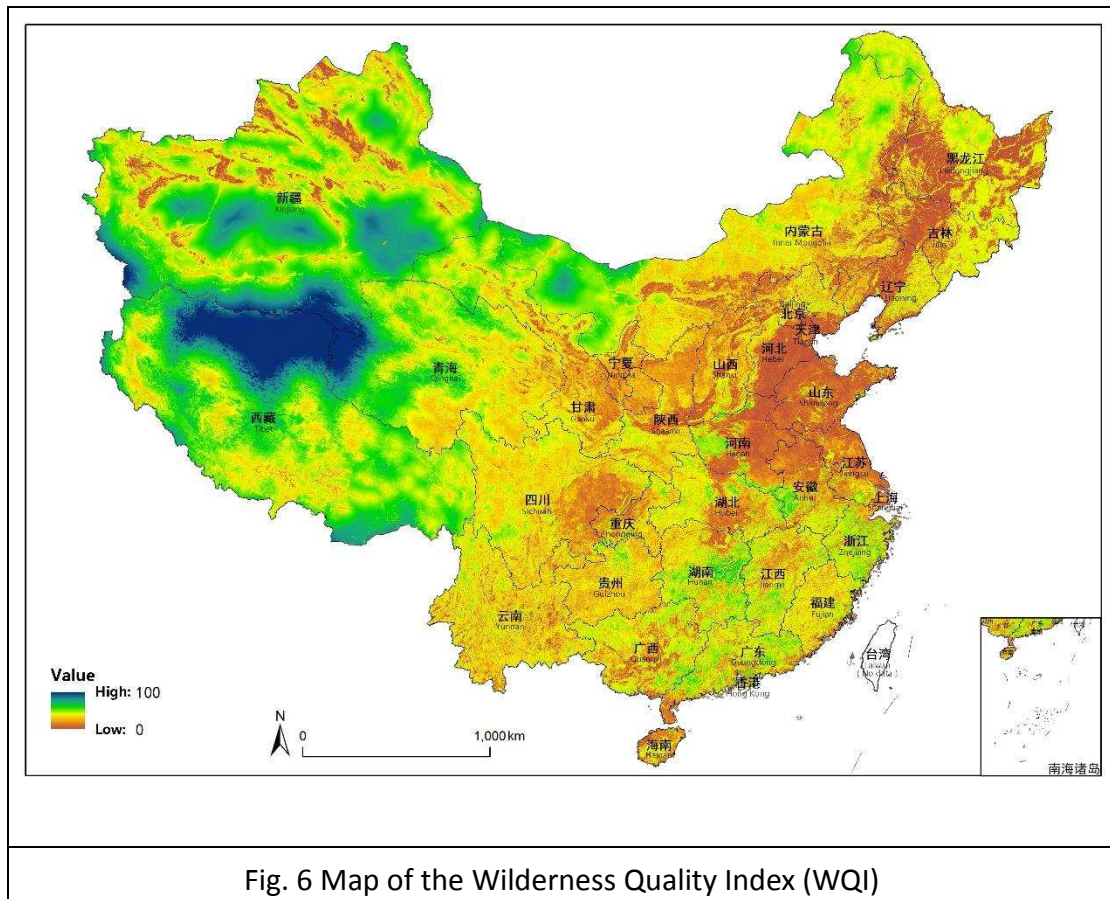 黑龙江
Heilongjiang
新疆
Xinjiang
内蒙古
Inner Mongolia
吉林
Jilin
辽宁
Liaoning
Beijing
北京
天津
Tianjin
河北
Hebei
宁夏
Ningxia
山西
Shanxi
青海
Qinghai
山东
Shandong
甘肃
Gansu
陕西
Shaanxi
西藏
Tibet
河南
Henan
江苏
Jiangsu
安徽
Anhui
上海
Shanghai
四川
Sichuan
湖北
Hubei
重庆
Chongqing
浙江
Zhejiang
湖南
Hunan
江西
Jiangxi
贵州
Guizhou
福建
Fujian
云南
Yunnan
广西
Guangxi
广东
Guangdong
台湾
Taiwan
( No data )
香港
Hong Kong
海南
Hainan
Value
High: 100
Low: 0
N
0 1,000 km
南海诸岛
Fig. 6 Map of the Wilderness Quality Index (WQI)